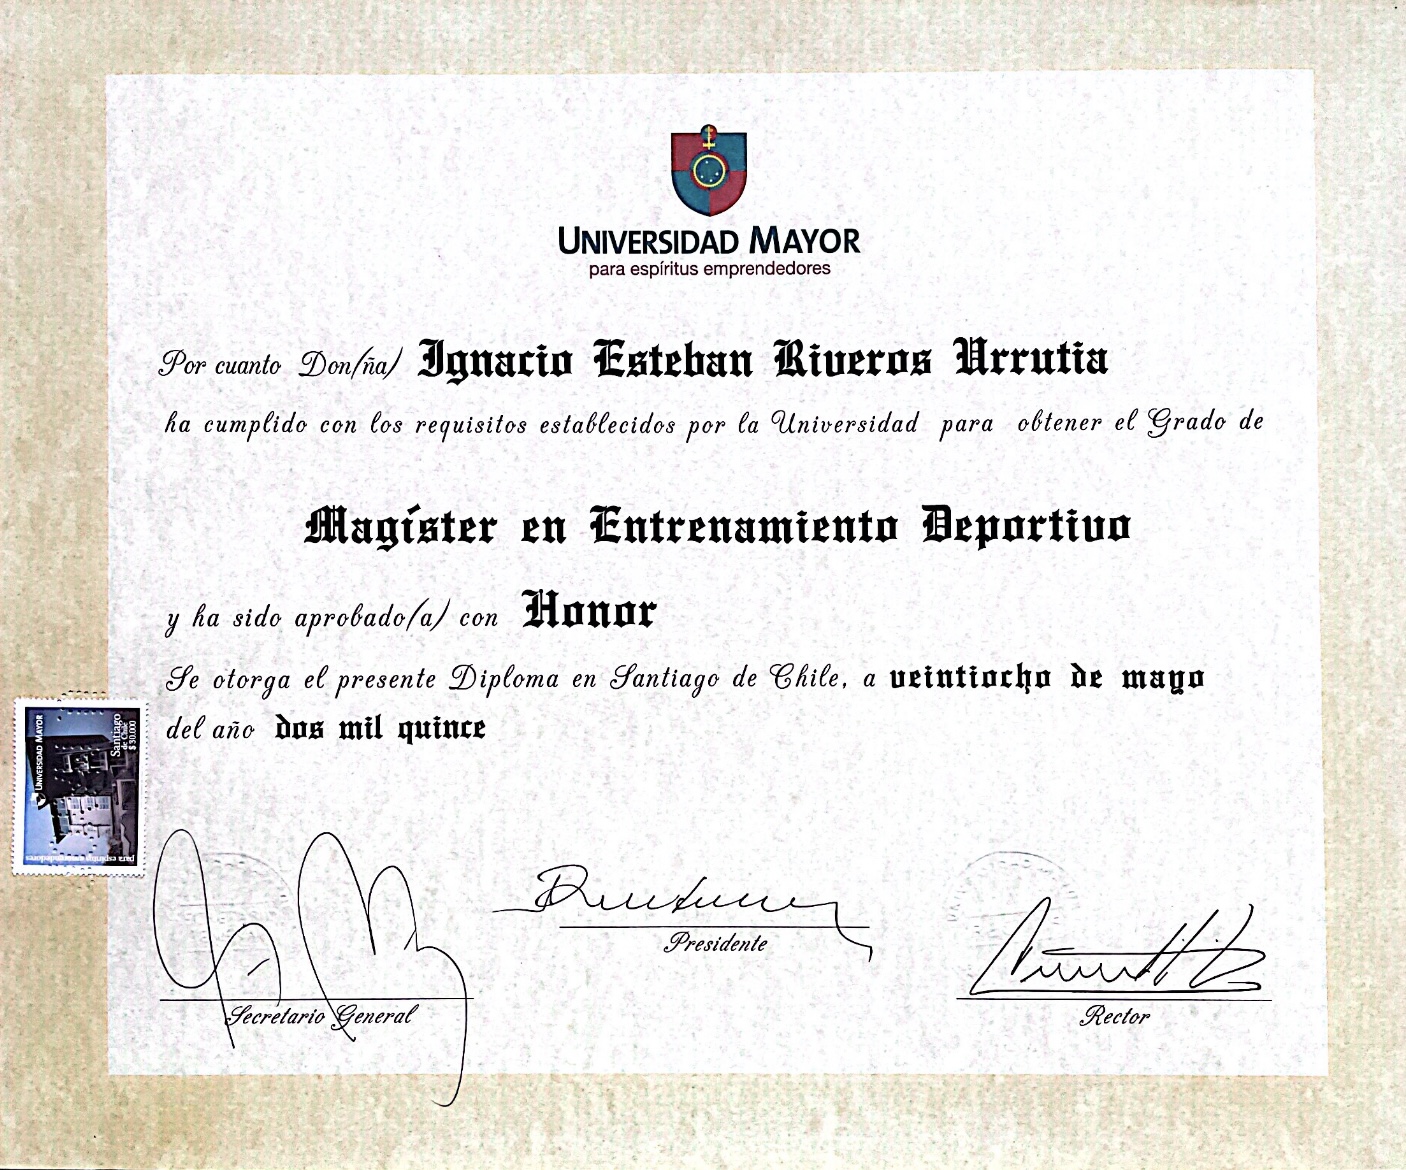 UNIVERSIDAD MAYOR
para espíritus emprendedores
Por cuanto Don(ña) Ignacio Esteban Riveros Urrutia
ha cumplido con los requisitos establecidos por la Universidad para obtener el Grado de
Magíster en Entrenamiento Deportivo
y ha sido aprobado(a) con Honor
Se otorga el presente Diploma en Santiago de Chile, a veintiocho de mayo
del año dos mil quince
UNIVERSIDAD MAYOR
Santiago
de Chile
$30.000
para espíritus emprendedores
Presidente
Secretario General
Rector